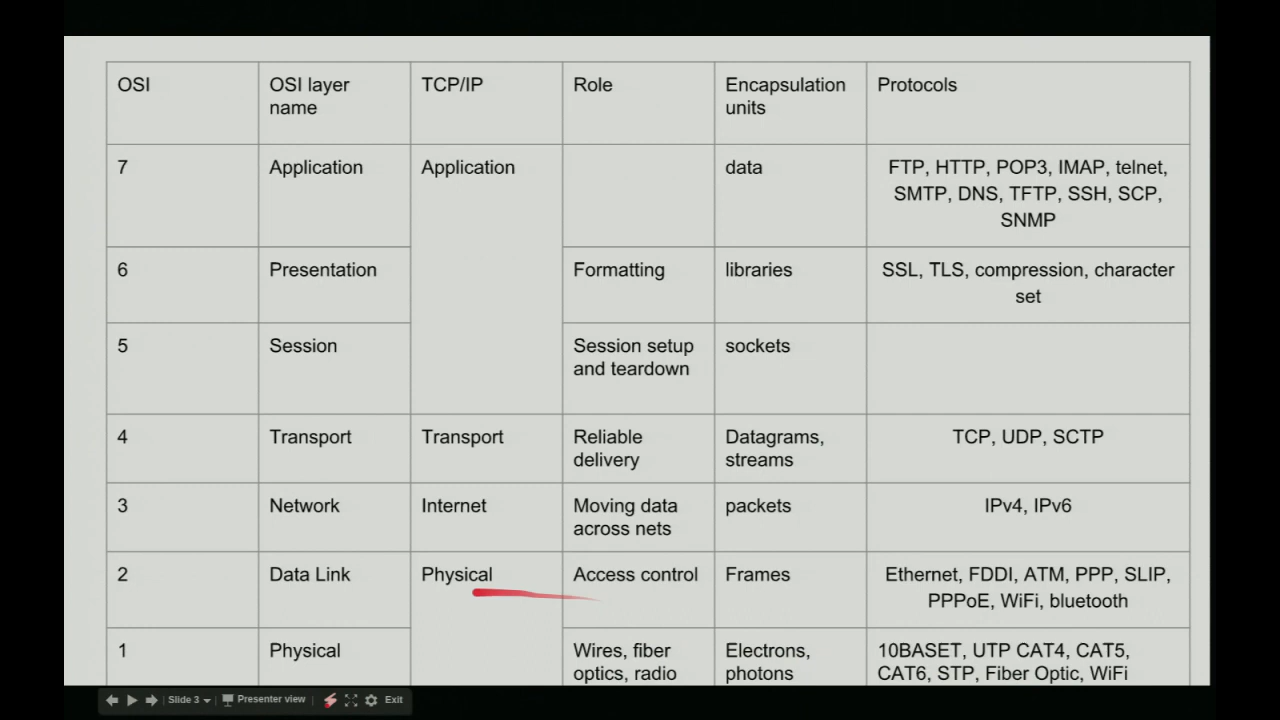 OSI
OSI layer
name
TCP/IP
Role
Encapsulation
units
Protocols
7
Application
Application
data
FTP, HTTP, POP3, IMAP, telnet,
SMTP, DNS, TFTP, SSH, SCP,
SNMP
6
Presentation
Formatting
libraries
SSL, TLS, compression, character
set
5
Session
Session setup
and teardown
sockets
4
Transport
Transport
Reliable
delivery
Datagrams,
streams
TCP, UDP, SCTP
3
Network
Internet
Moving data
across nets
packets
IPv4, IPv6
2
Data Link
Physical
Access control
Frames
Ethernet, FDDI, ATM, PPP, SLIP,
PPPoE, WiFi, bluetooth
1
Physical
Wires, fiber
optics, radio
Electrons,
photons
10BASET, UTP CAT4, CAT5,
CAT6, STP, Fiber Optic, WiFi
Slide 3
Presenter view
Exit